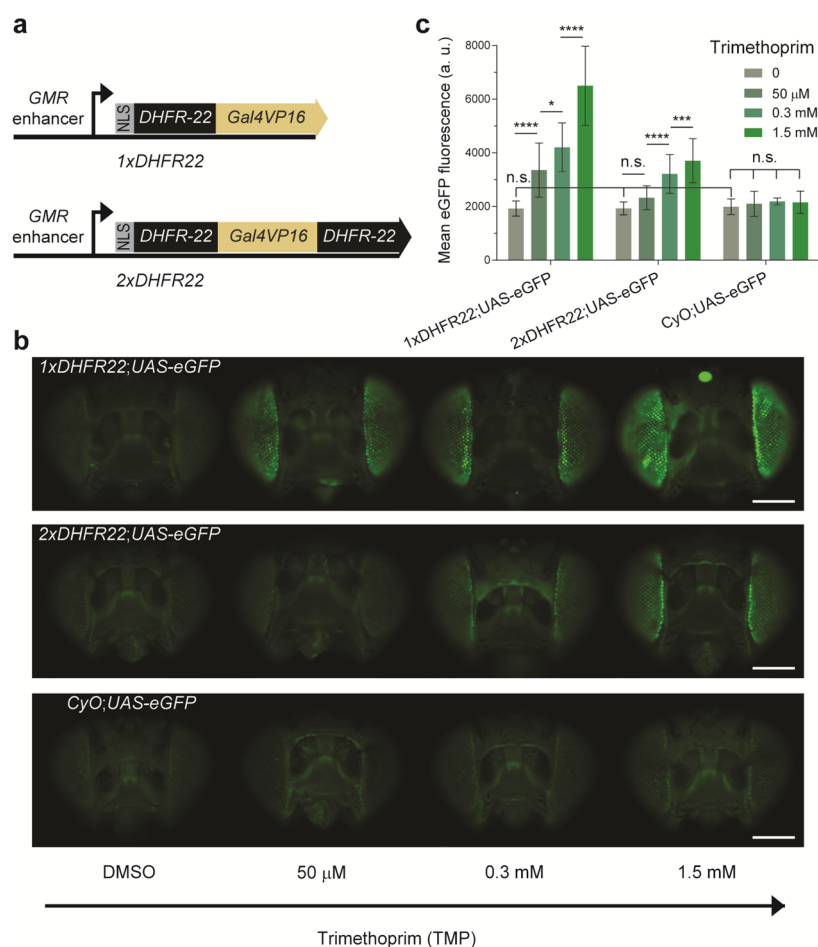 a
GMR
enhancer
NLS
DHFR-22
Gal4VP16
1xDHFR22
GMR
enhancer
NLS
DHFR-22
Gal4VP16
DHFR-22
2xDHFR22
c
Mean eGFP fluorescence (a. u.)
8000
6000
4000
2000
0
n.s.
****
*
****
n.s.
****
***
n.s.
Trimethoprim
0
50 μM
0.3 mM
1.5 mM
1xDHFR22;UAS-eGFP
2xDHFR22;UAS-eGFP
CyO;UAS-eGFP
b
1xDHFR22;UAS-eGFP
2xDHFR22;UAS-eGFP
CyO;UAS-eGFP
DMSO
50 μM
0.3 mM
1.5 mM
Trimethoprim (TMP)